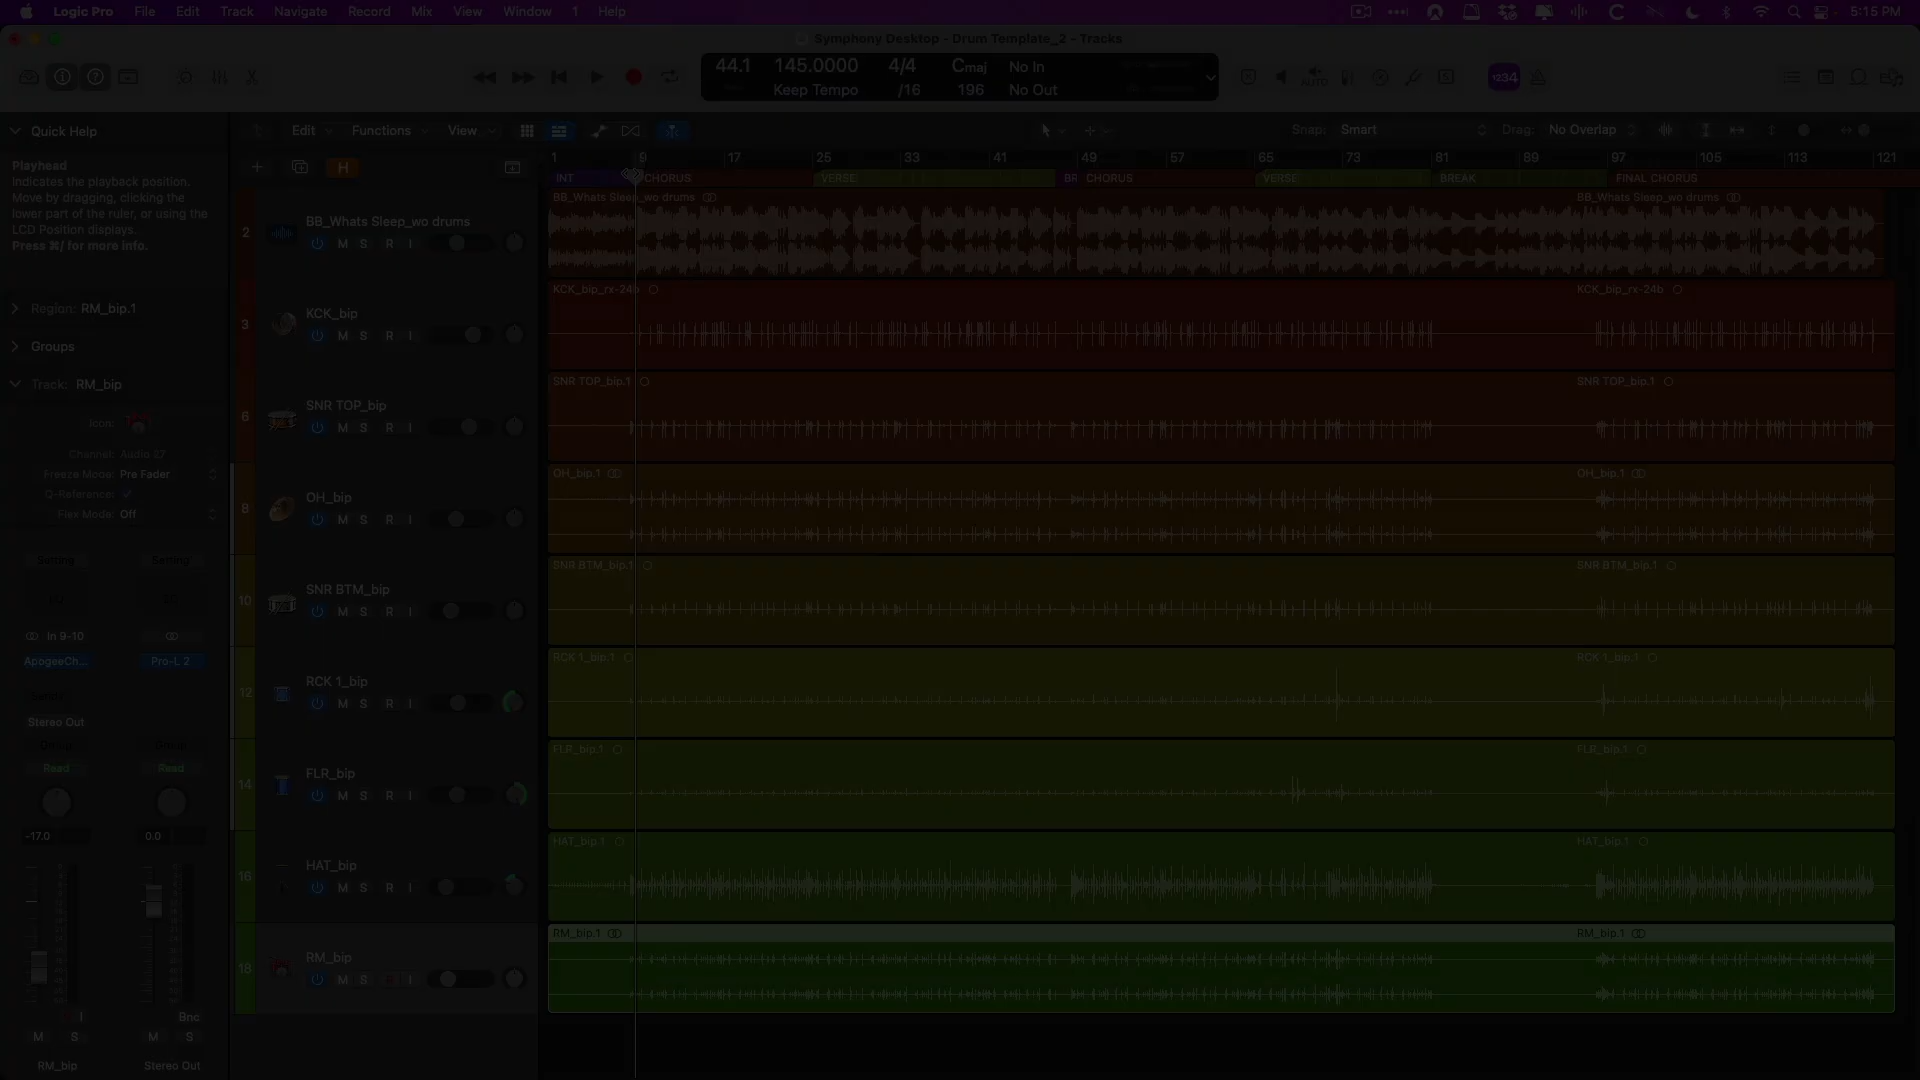 Logic Pro File Edit Track Navigate Record Mix View Window 1 Help 5:15 PM
Symphony Desktop - Drum Template_2 - Tracks
44.1 145.0000 4/4 Cmaj No In
Keep Tempo /16 196 No Out
AUTO
1234
Quick Help
Edit Functions View
Snap: Smart Drag: No Overlap
Playhead
Indicates the playback position.
Move by dragging, clicking the
lower part of the ruler, or using the
LCD Position displays.
Press ⌘/ for more info.
H
1 9 17 25 33 41 49 57 65 73 81 89 97 105 113 121
INT CHORUS VERSE BR CHORUS VERSE BREAK FINAL CHORUS
Region: RM_bip.1
Groups
Track: RM_bip
Icon:
Channel: Audio 27
Freeze Mode: Pre Fader
Q-Reference:
Flex Mode: Off
Setting Setting
In 9-10
ApogeeCh... Pro-L 2
Sends
Stereo Out
Group Group
Read Read
-17.0 0.0
I Bnc
M S M S
RM_bip Stereo Out
2 BB_Whats Sleep_wo drums
M S R I
BB_Whats Sleep_wo drums BB_Whats Sleep_wo drums
3 KCK_bip
M S R I
KCK_bip_rx-24b KCK_bip_rx-24b
6 SNR TOP_bip
M S R I
SNR TOP_bip.1 SNR TOP_bip.1
8 OH_bip
M S R I
OH_bip.1 OH_bip.1
10 SNR BTM_bip
M S R I
SNR BTM_bip.1 SNR BTM_bip.1
12 RCK 1_bip
M S R I
RCK 1_bip.1 RCK 1_bip.1
14 FLR_bip
M S R I
FLR_bip.1 FLR_bip.1
16 HAT_bip
M S R I
HAT_bip.1 HAT_bip.1
18 RM_bip
M S R I
RM_bip.1 RM_bip.1